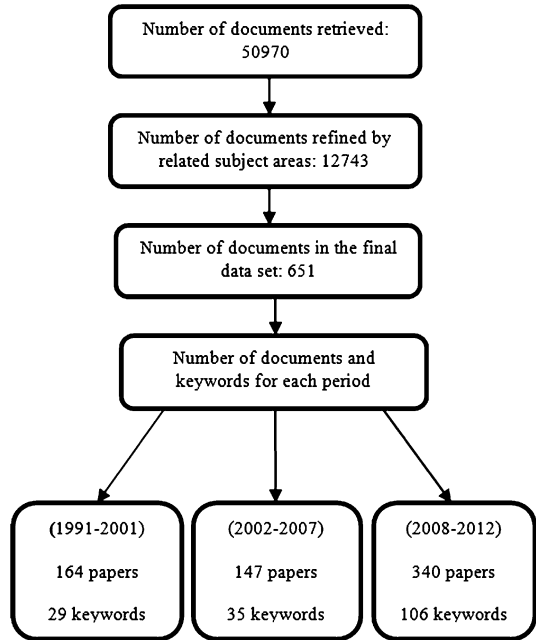 Number of documents retrieved:
50970
Number of documents refined by
related subject areas: 12743
Number of documents in the final
data set: 651
Number of documents and
keywords for each period
(1991-2001)
164 papers
29 keywords
(2002-2007)
147 papers
35 keywords
(2008-2012)
340 papers
106 keywords